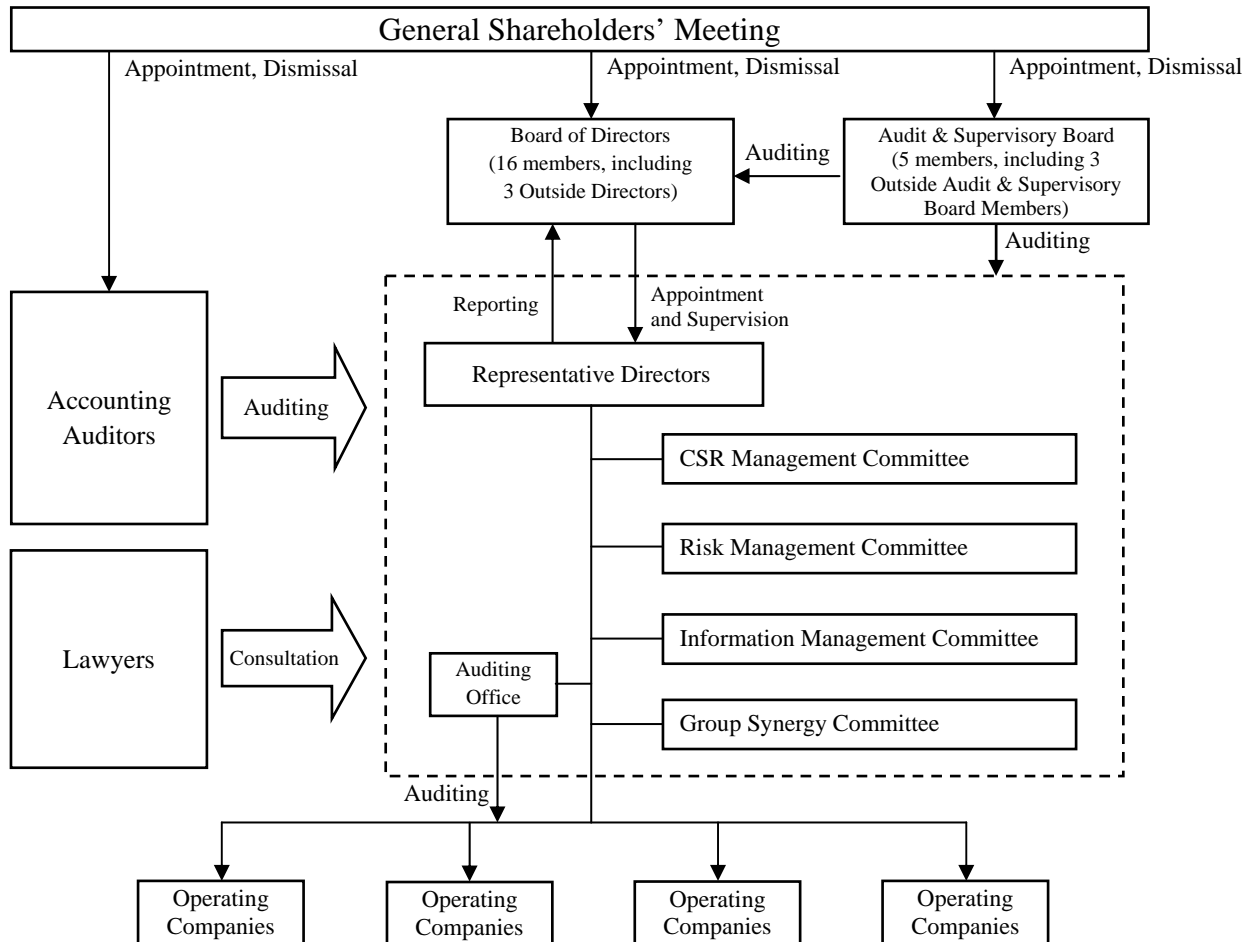 General Shareholders’ Meeting
Appointment, Dismissal
Appointment, Dismissal
Appointment, Dismissal
Board of Directors
(16 members, including
3 Outside Directors)
Auditing
Audit & Supervisory Board
(5 members, including 3
Outside Audit & Supervisory
Board Members)
Auditing
Reporting
Appointment
and Supervision
Representative Directors
Accounting
Auditors
Auditing
CSR Management Committee
Risk Management Committee
Lawyers
Consultation
Information Management Committee
Auditing
Office
Group Synergy Committee
Auditing
Operating
Companies
Operating
Companies
Operating
Companies
Operating
Companies